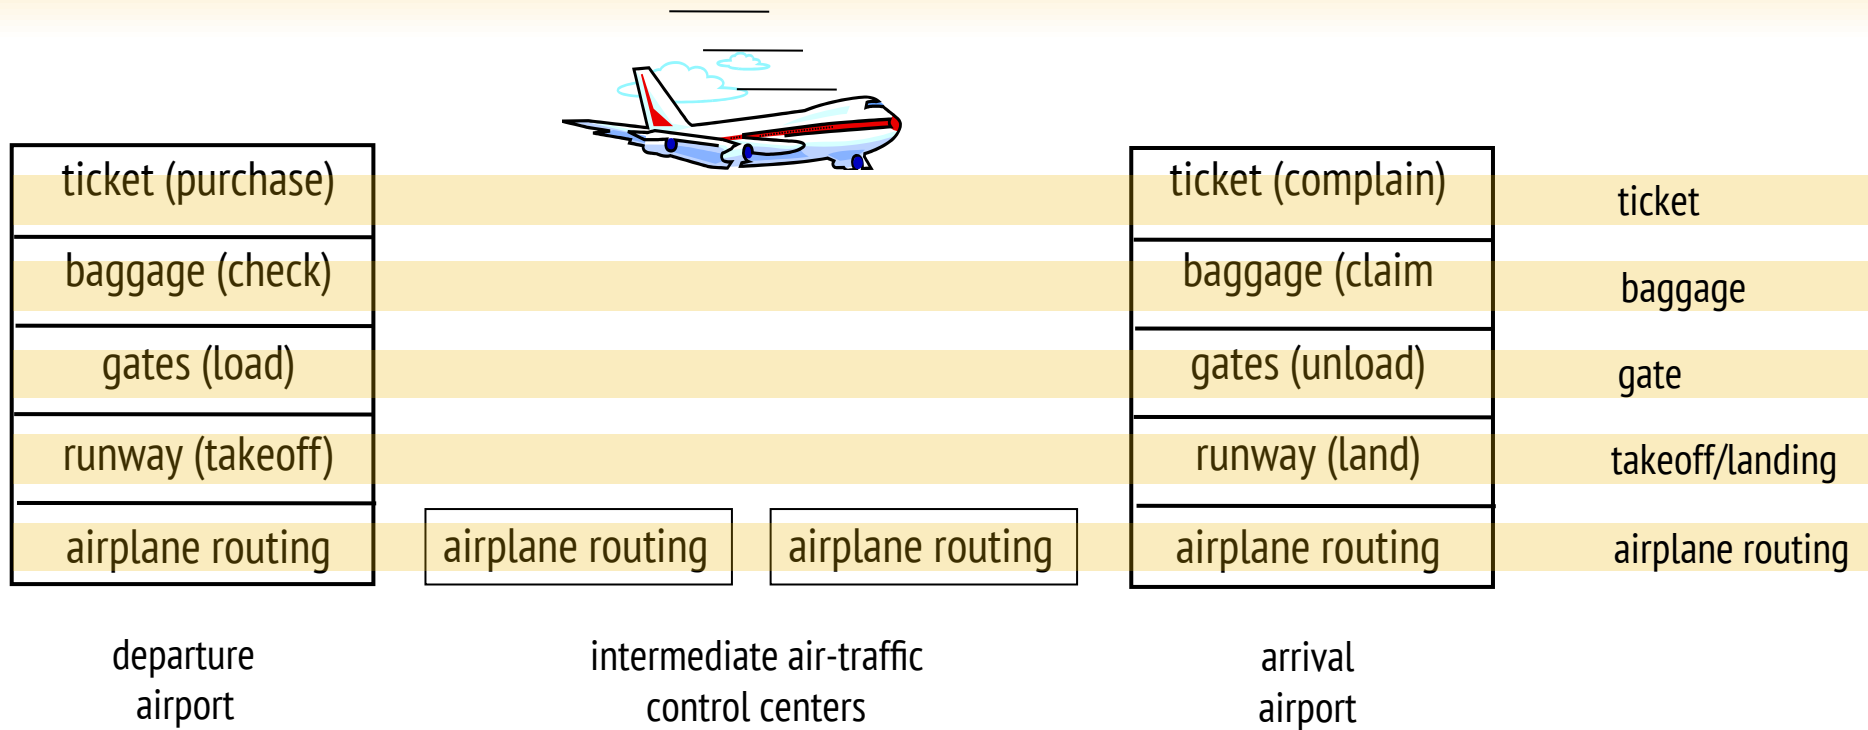 ticket (purchase)
baggage (check)
gates (load)
runway (takeoff)
airplane routing
airplane routing
airplane routing
ticket (complain)
baggage (claim
gates (unload)
runway (land)
airplane routing
ticket
baggage
gate
takeoff/landing
airplane routing
departure
airport
intermediate air-traffic
control centers
arrival
airport